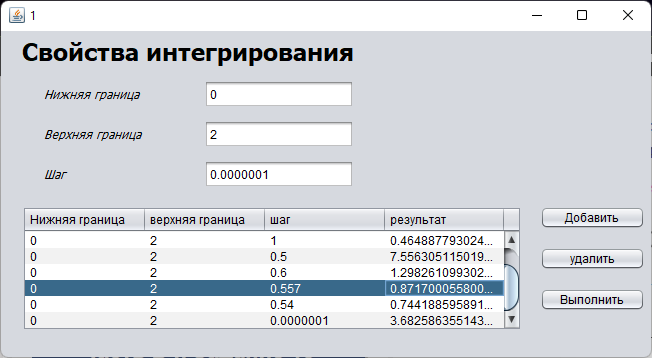 1
Свойства интегрирования
Нижняя граница 0
Верхняя граница 2
Шаг 0.0000001
Нижняя граница верхняя граница шаг результат
0 2 1 0.464887793024...
0 2 0.5 7.556305115019...
0 2 0.6 1.298261099302...
0 2 0.557 0.871700055800...
0 2 0.54 0.744188595891...
0 2 0.0000001 3.682586355143...
Добавить
удалить
Выполнить